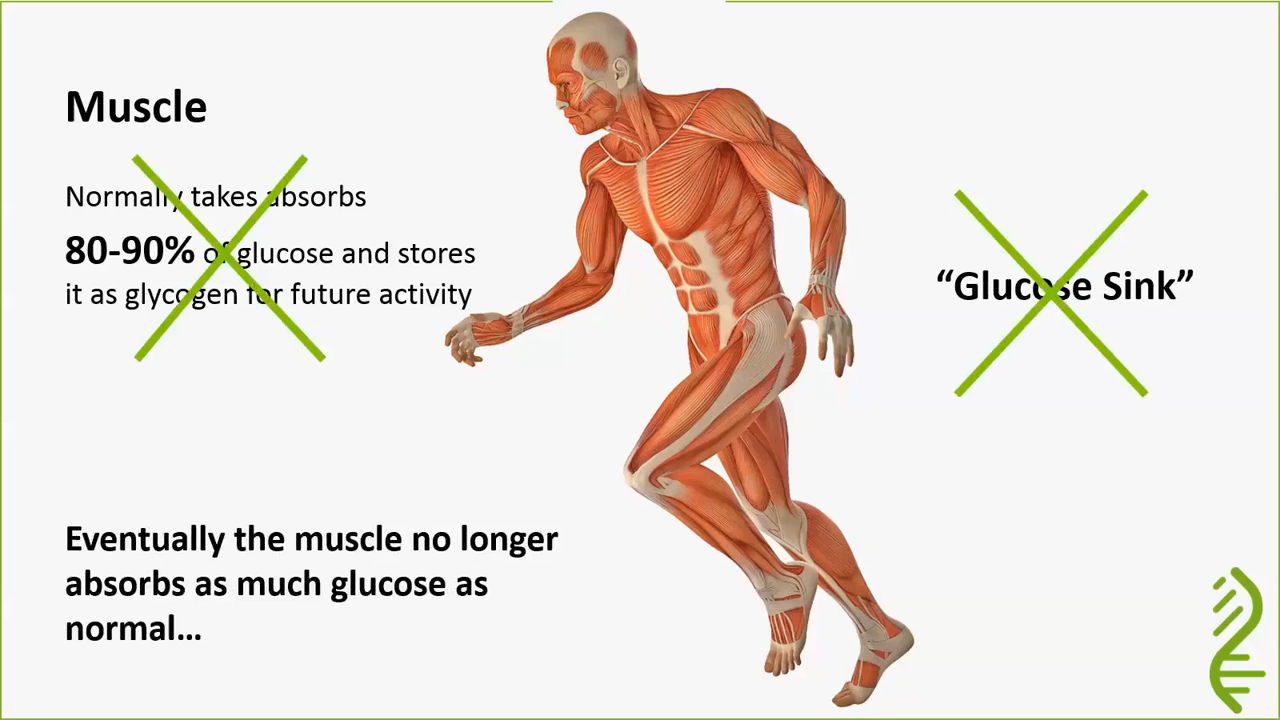 Muscle
Normally takes absorbs
80-90% of glucose and stores
it as glycogen for future activity
“Glucose Sink”
Eventually the muscle no longer
absorbs as much glucose as
normal...